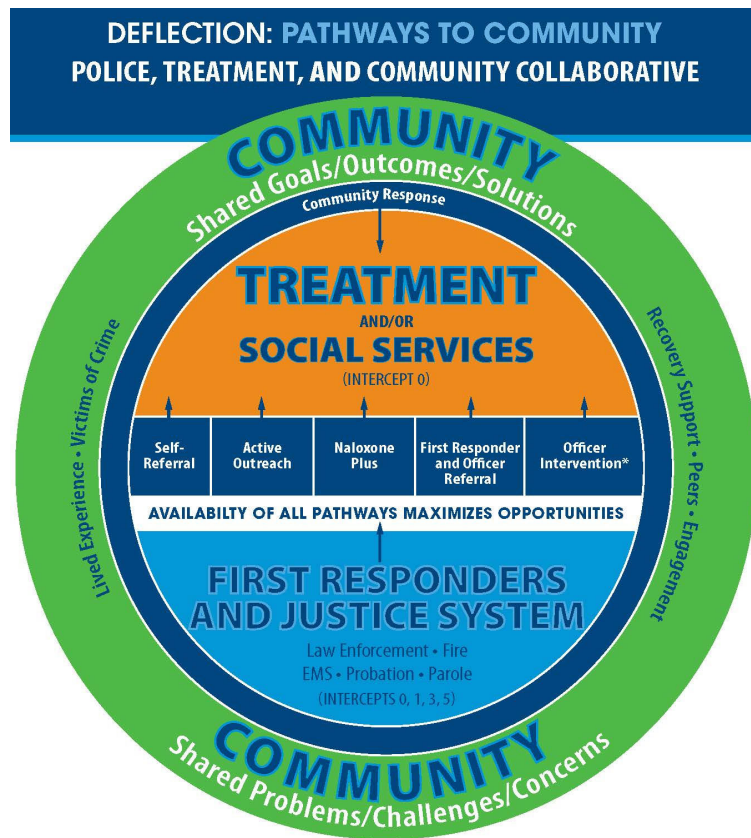 DEFLECTION: PATHWAYS TO COMMUNITY
POLICE, TREATMENT, AND COMMUNITY COLLABORATIVE
COMMUNITY
Shared Goals/Outcomes/Solutions
Community Response
TREATMENT
AND/OR
SOCIAL SERVICES
(INTERCEPT 0)
Lived Experience • Victims of Crime
Recovery Support • Peers • Engagement
Self-
Referral
Active
Outreach
Naloxone
Plus
First Responder
and Officer
Referral
Officer
Intervention*
AVAILABILTY OF ALL PATHWAYS MAXIMIZES OPPORTUNITIES
FIRST RESPONDERS
AND JUSTICE SYSTEM
Law Enforcement • Fire
EMS • Probation • Parole
(INTERCEPTS 0, 1, 3, 5)
COMMUNITY
Shared Problems/Challenges/Concerns